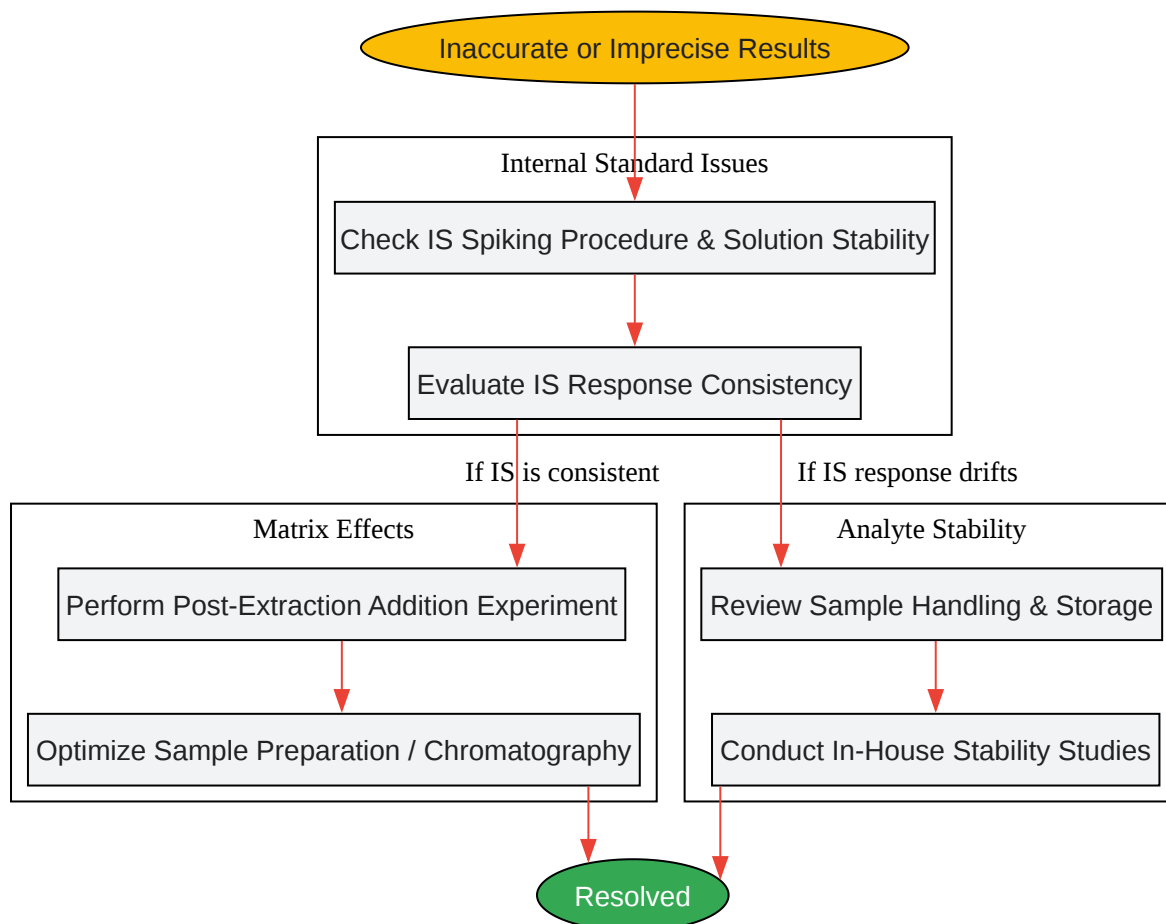 Inaccurate or Imprecise Results
Internal Standard Issues
Check IS Spiking Procedure & Solution Stability
Evaluate IS Response Consistency
If IS is consistent
If IS response drifts
Matrix Effects
Analyte Stability
Perform Post-Extraction Addition Experiment
Review Sample Handling & Storage
Optimize Sample Preparation / Chromatography
Conduct In-House Stability Studies
Resolved